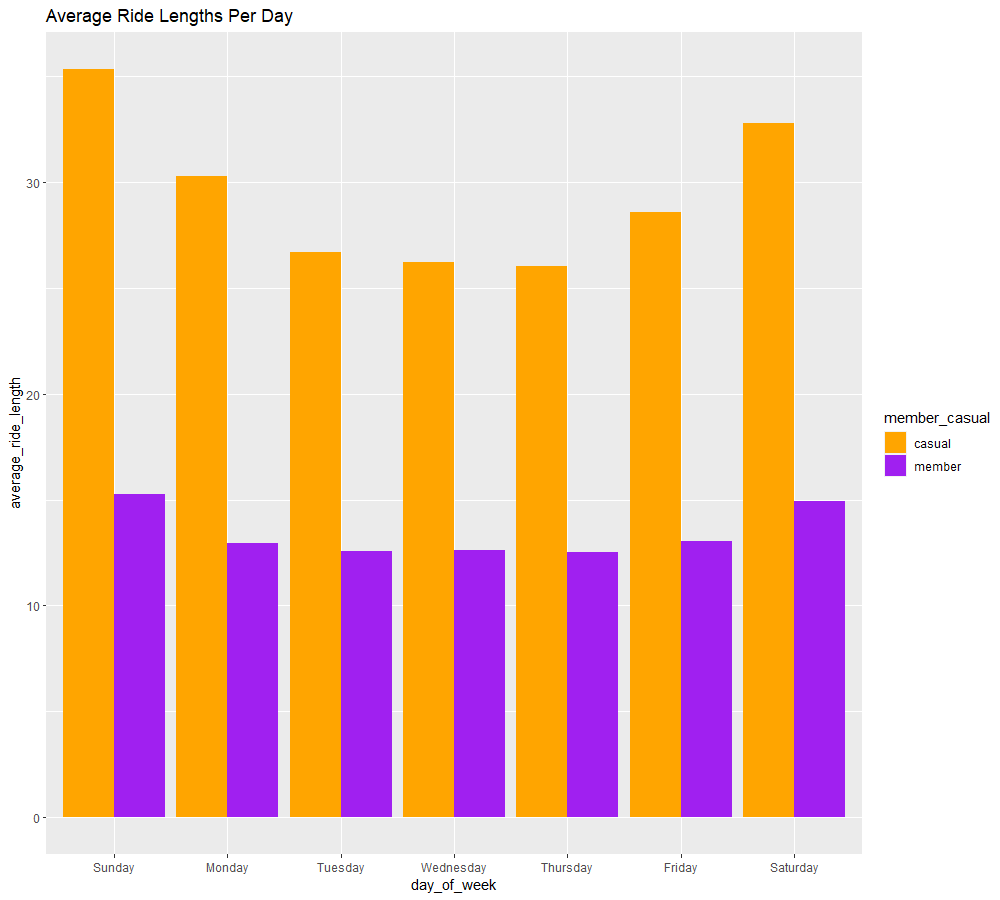 Average Ride Lengths Per Day
average_ride_length
30
20
10
0
Sunday Monday Tuesday Wednesday Thursday Friday Saturday
day_of_week
member_casual
casual
member